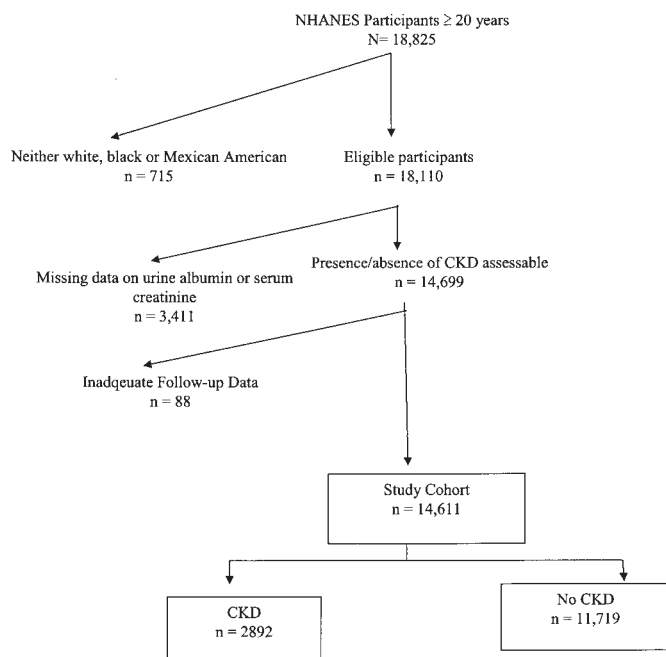 NHANES Participants ≥ 20 years
N= 18,825
Neither white, black or Mexican American
n = 715
Eligible participants
n = 18,110
Missing data on urine albumin or serum
creatinine
n = 3,411
Presence/absence of CKD assessable
n = 14,699
Inadqeuate Follow-up Data
n = 88
Study Cohort
n = 14,611
CKD
n = 2892
No CKD
n = 11,719